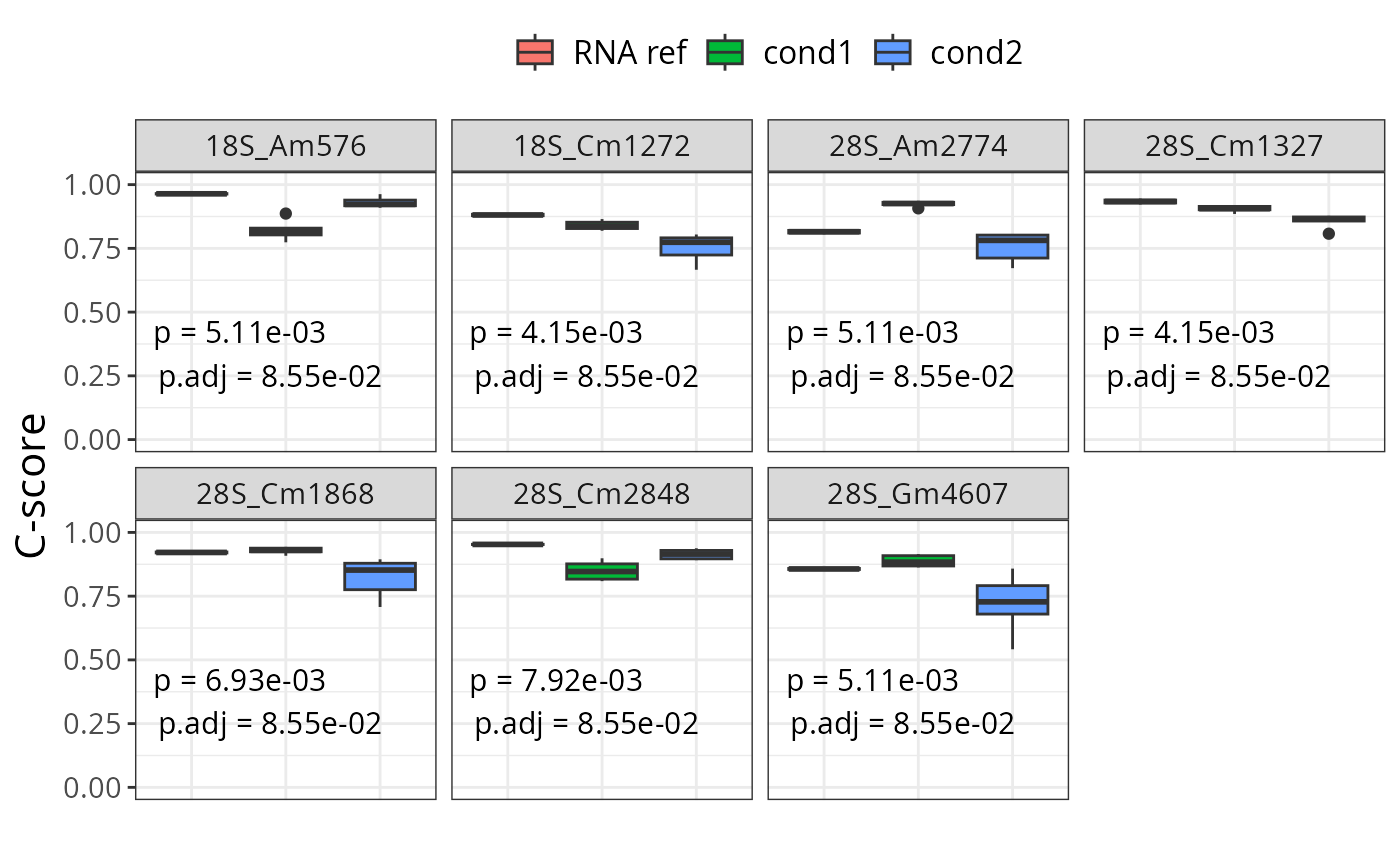 RNA ref cond1 cond2
18S_Am576 18S_Cm1272 28S_Am2774 28S_Cm1327
1.00
0.75
0.50
p = 5.11e-03 p = 4.15e-03 p = 5.11e-03 p = 4.15e-03
0.25 p.adj = 8.55e-02 p.adj = 8.55e-02 p.adj = 8.55e-02 p.adj = 8.55e-02
0.00
C-score
28S_Cm1868 28S_Cm2848 28S_Gm4607
1.00
0.75
0.50
p = 6.93e-03 p = 7.92e-03 p = 5.11e-03
0.25 p.adj = 8.55e-02 p.adj = 8.55e-02 p.adj = 8.55e-02
0.00